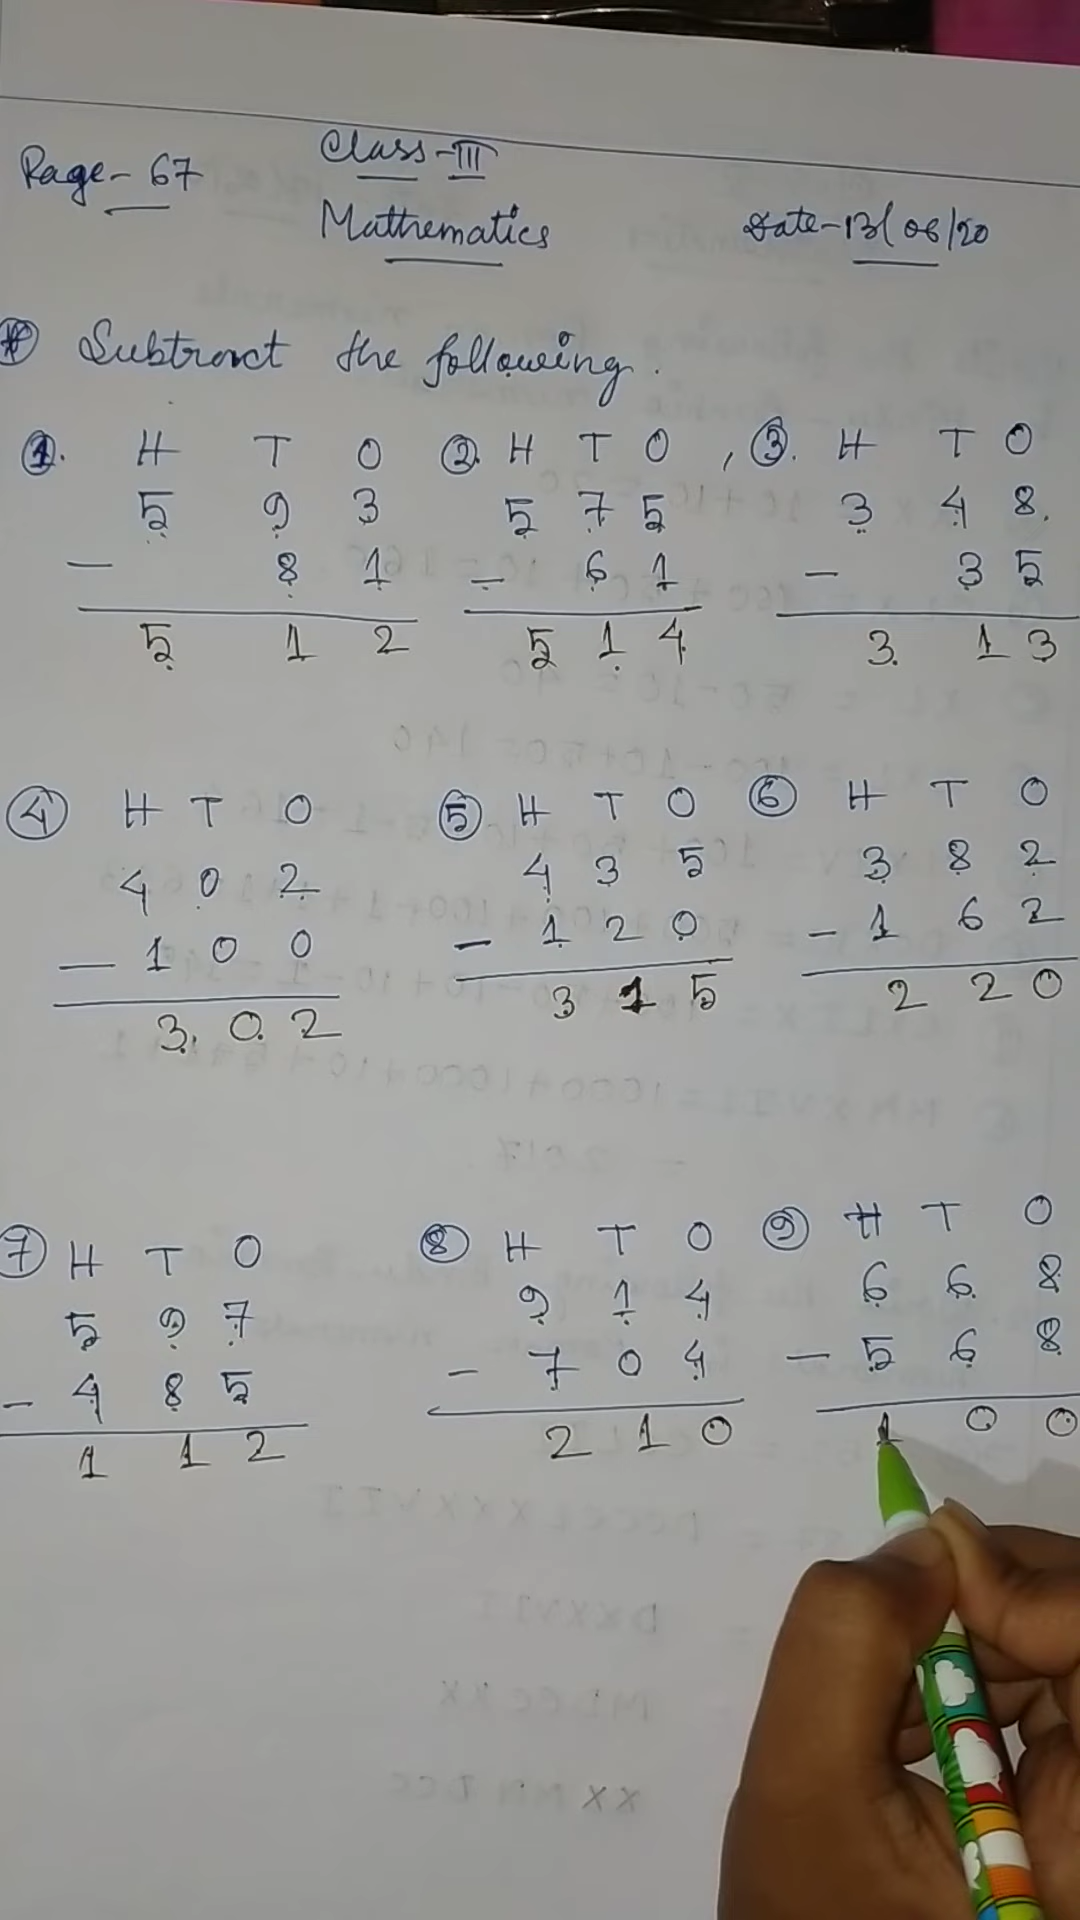 Class-III
Page-67
Mathematics
Date-13/06/20
* Subtract the following.
1. H T O 2. H T O , 3. H T O
5 9 3 5 7 5 3 4 8
- 8 1 - 6 1 - 3 5
5 1 2 5 1 4 3 1 3
4 H T O 5 H T O 6 H T O
4 0 2 4 3 5 3 8 2
- 1 0 0 - 1 2 0 - 1 6 2
3 0 2 3 1 5 2 2 0
7 H T O 8 H T O 9 H T O
5 9 7 9 1 4 6 6 8
- 4 8 5 - 7 0 4 - 5 6 8
1 1 2 2 1 0 1 0 0